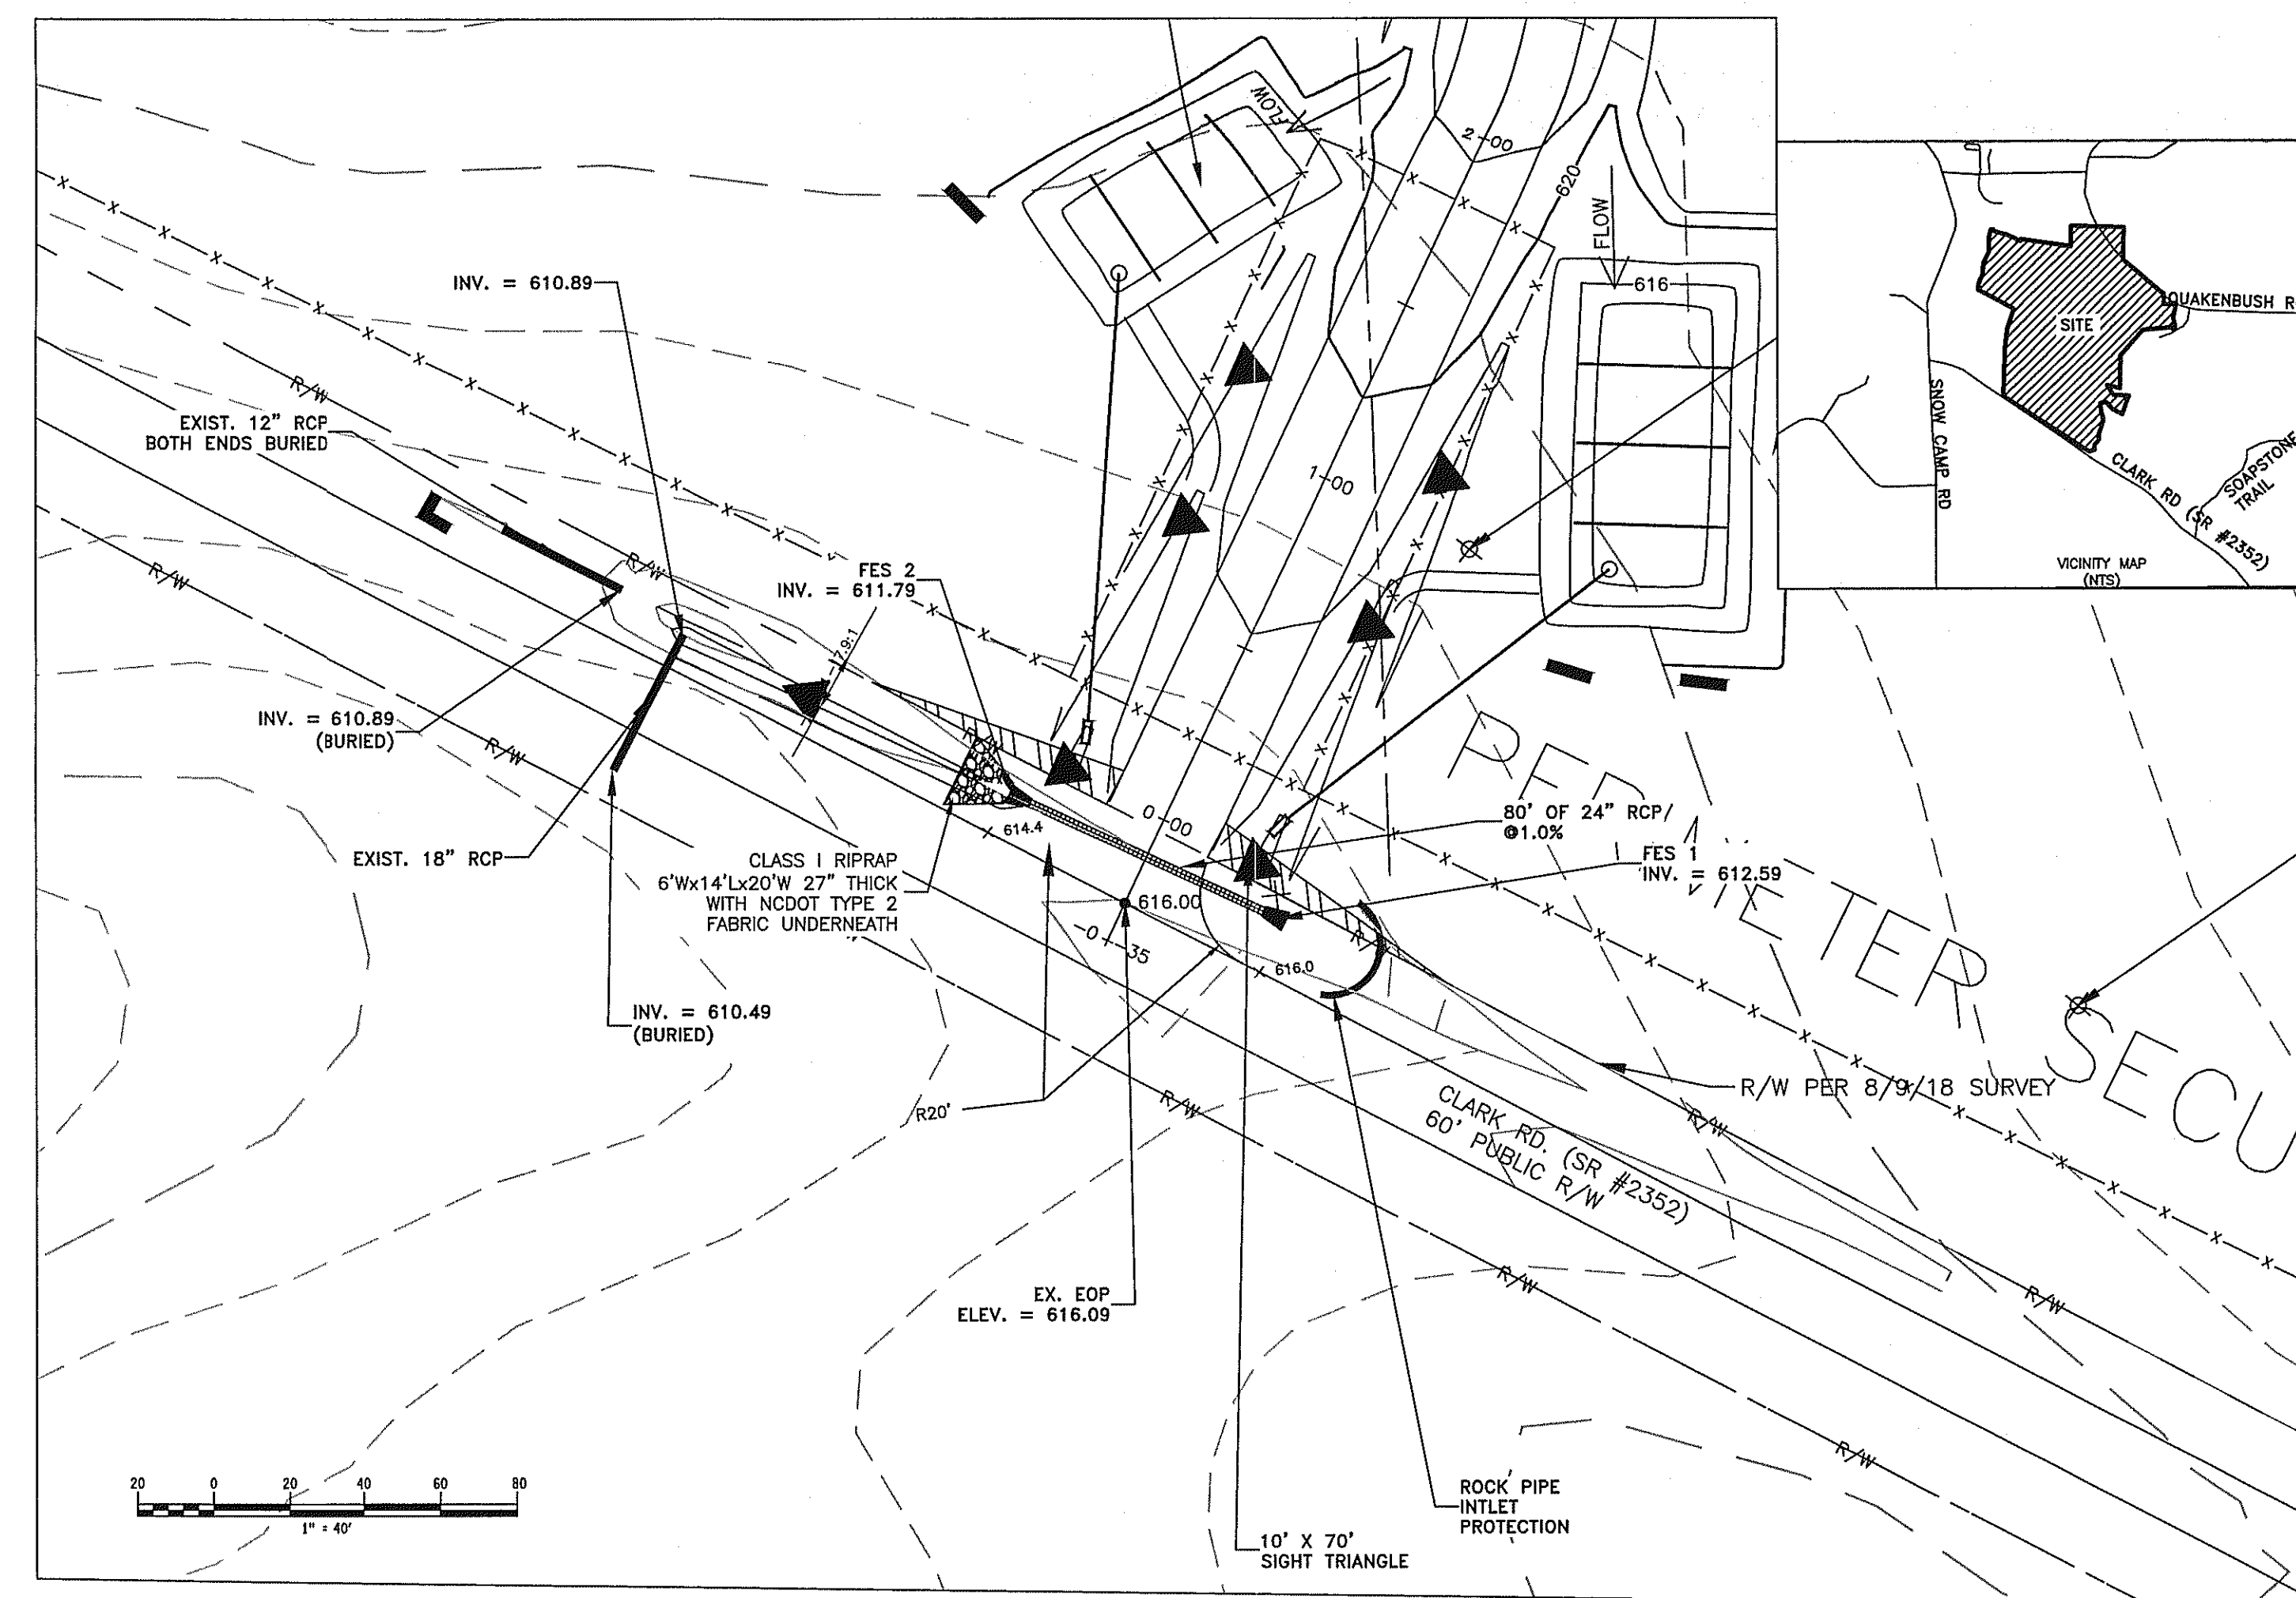 FLOW
2+00
620
FLOW
616
INV. = 610.89
R/W
EXIST. 12" RCP
BOTH ENDS BURIED
1+00
QUAKENBUSH R
SITE
SNOW CAMP RD
CLARK RD (SR #2352)
SOAPSTONE
TRAIL
VICINITY MAP
(NTS)
R/W
R/W
FES 2
INV. = 611.79
-17.9:1
INV. = 610.89
(BURIED)
R/W
EXIST. 18" RCP
614.4
0+00
80' OF 24" RCP
@1.0%
FES 1
INV. = 612.59
CLASS I RIPRAP
6'Wx14'Lx20'W 27" THICK
WITH NCDOT TYPE 2
FABRIC UNDERNEATH
616.00
-0+35
616.0
INV. = 610.49
(BURIED)
PERIMETER SECU
R20'
R/W
R/W PER 8/9/18 SURVEY
R/W
CLARK RD. (SR #2352)
60' PUBLIC R/W
EX. EOP
ELEV. = 616.09
R/W
R/W
R/W
ROCK PIPE
INTLET
PROTECTION
10' X 70'
SIGHT TRIANGLE
20 0 20 40 60 80
1" = 40'